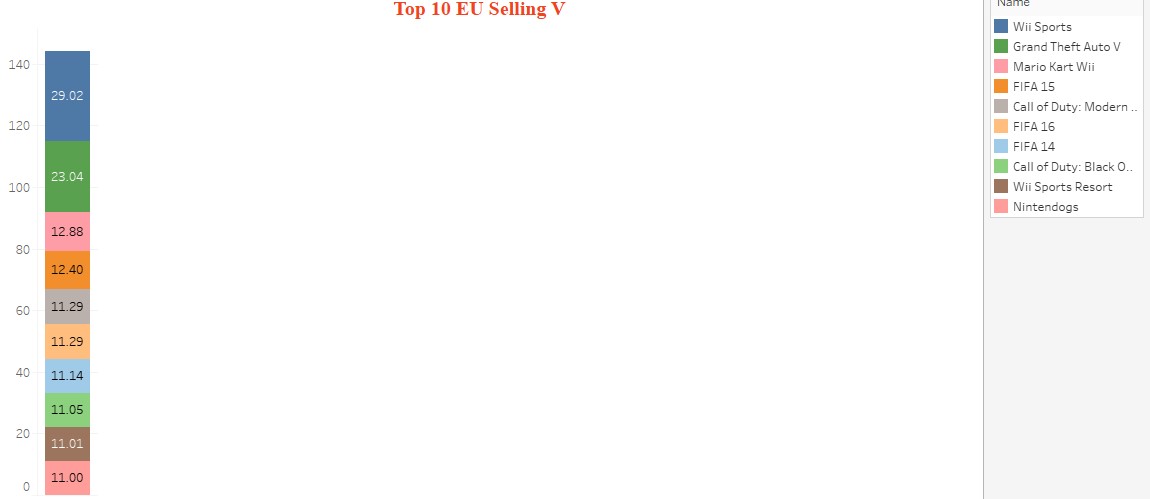 Top 10 EU Selling V
140
120
100
80
60
40
20
0
29.02
23.04
12.88
12.40
11.29
11.29
11.14
11.05
11.01
11.00
Name
Wii Sports
Grand Theft Auto V
Mario Kart Wii
FIFA 15
Call of Duty: Modern ..
FIFA 16
FIFA 14
Call of Duty: Black O..
Wii Sports Resort
Nintendogs